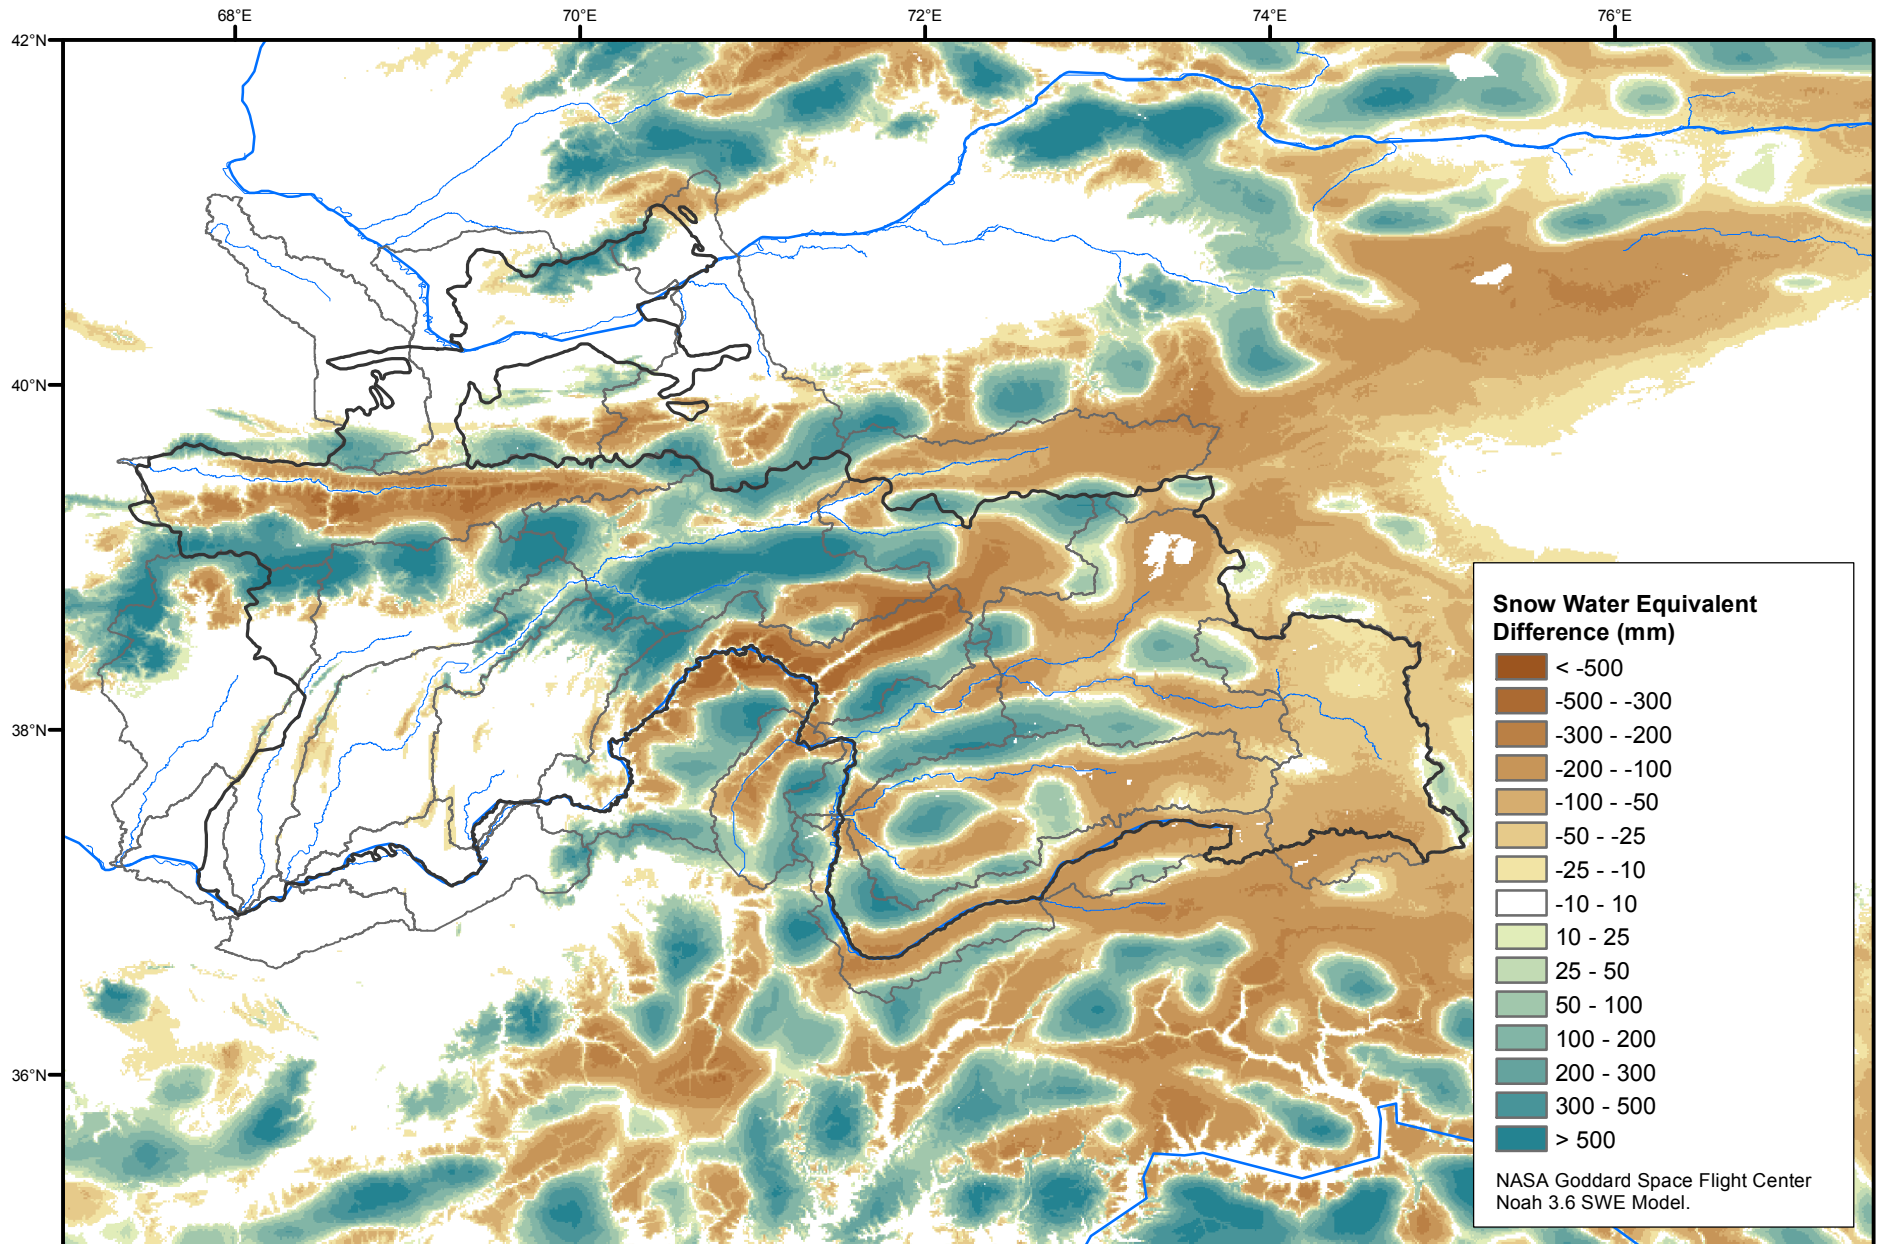 68°E 70°E 72°E 74°E 76°E
42°N
40°N
38°N
36°N
Snow Water Equivalent
Difference (mm)
< -500
-500 - -300
-300 - -200
-200 - -100
-100 - -50
-50 - -25
-25 - -10
-10 - 10
10 - 25
25 - 50
50 - 100
100 - 200
200 - 300
300 - 500
> 500
NASA Goddard Space Flight Center
Noah 3.6 SWE Model.